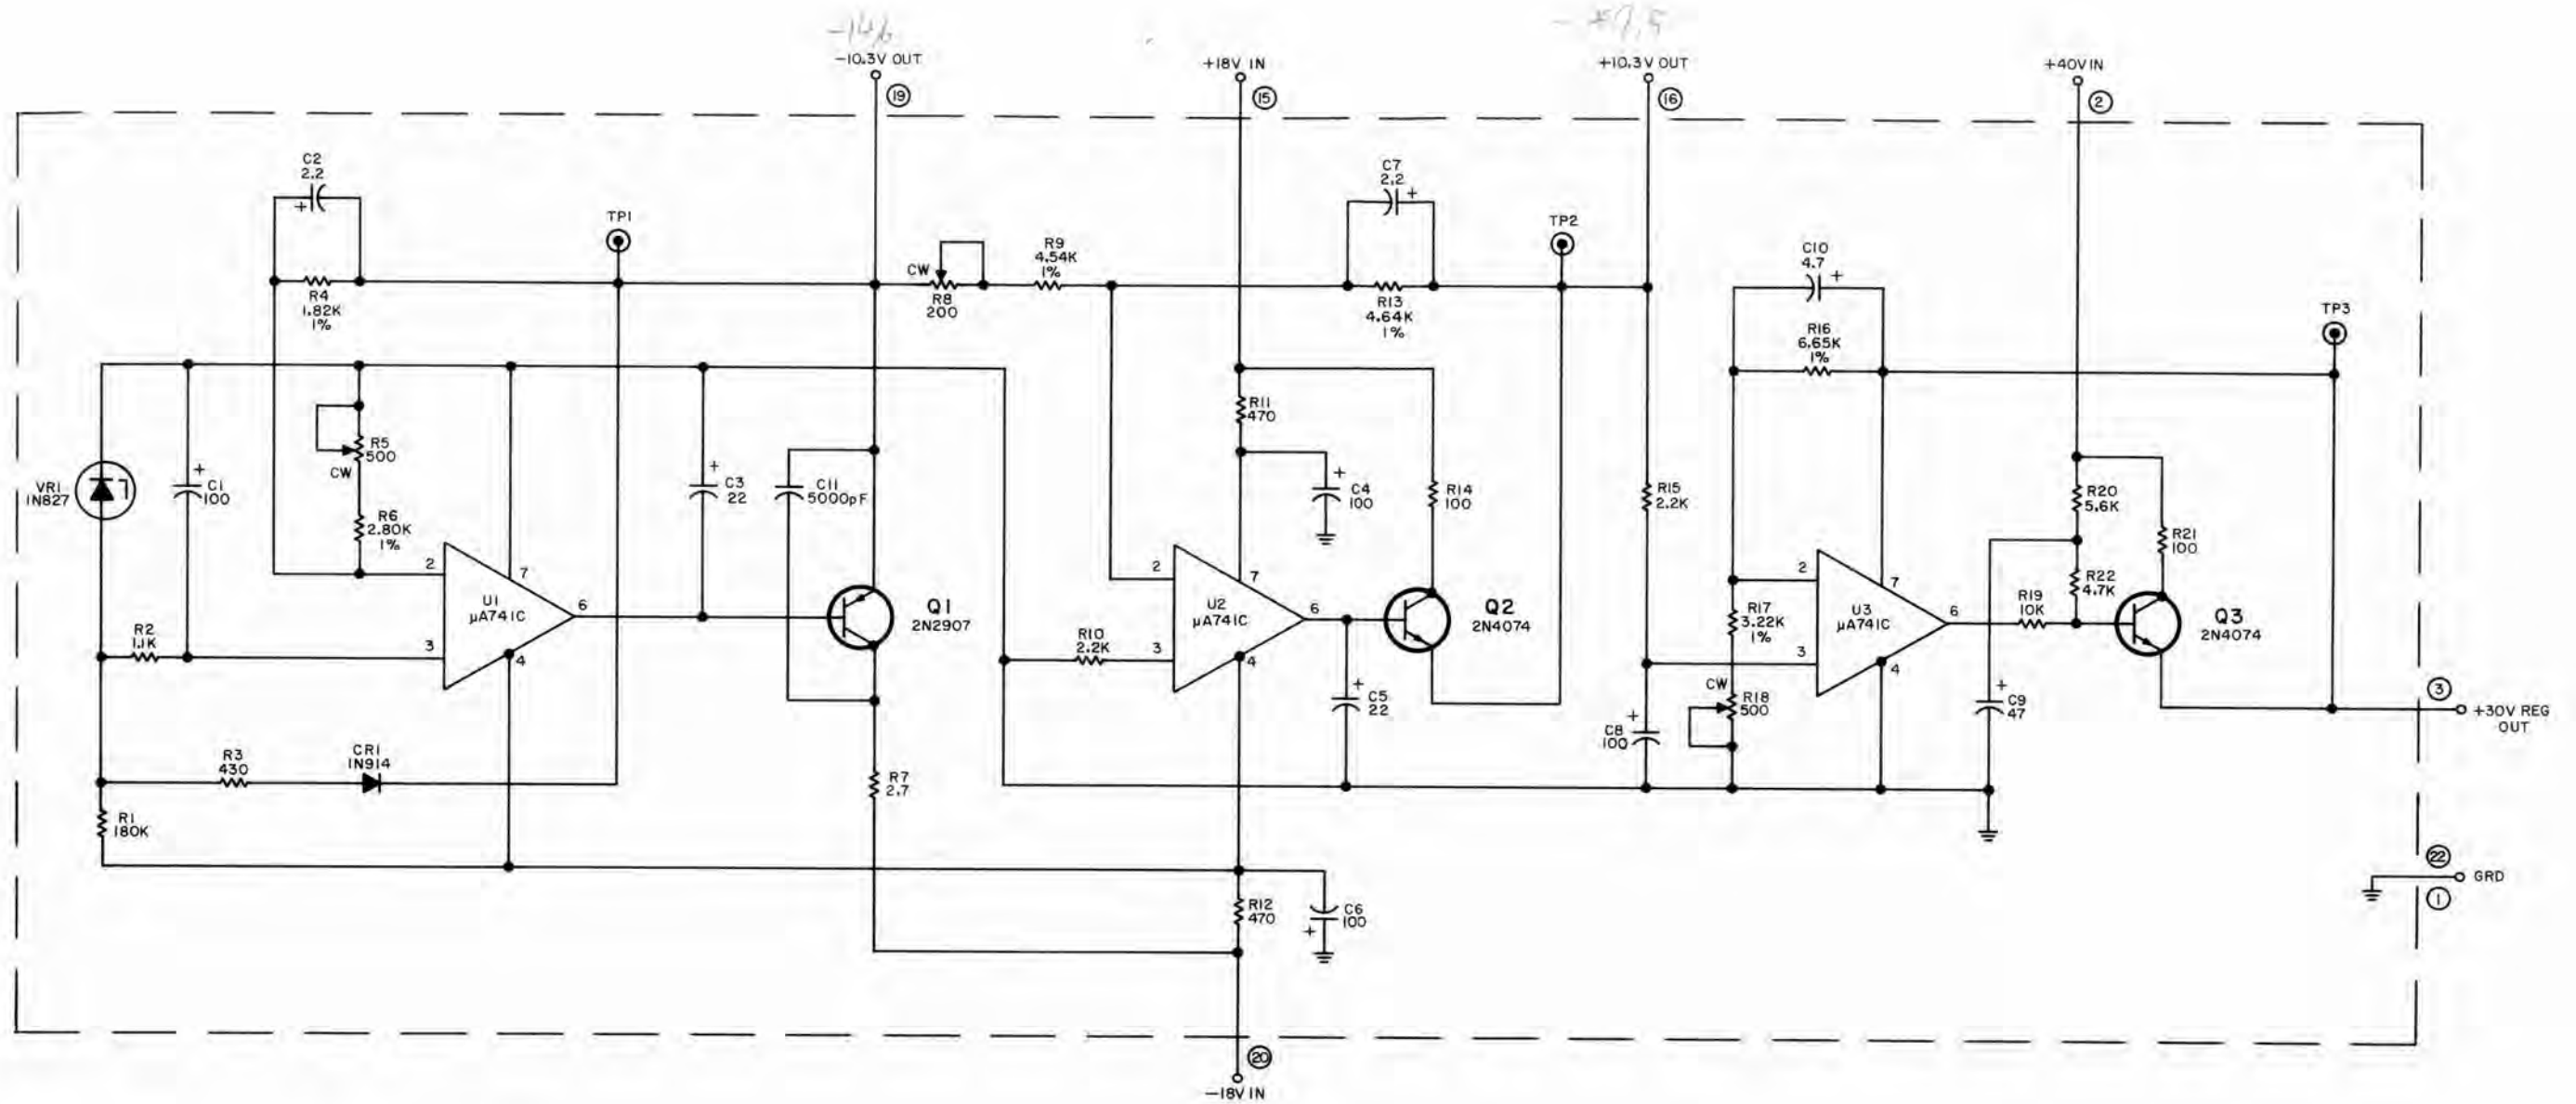 -10.3V OUT
19
+18V IN
15
+10.3V OUT
16
+40V IN
2
C2
2.2
+
R4
1.82K
1%
TP1
CW
R8
200
R9
4.54K
1%
C7
2.2
+
R13
4.64K
1%
TP2
C10
4.7
+
R16
6.65K
1%
TP3
VR1
1N827
+
C1
100
R5
500
CW
R6
2.80K
1%
+
C3
22
C11
5000pF
R11
470
+
C4
100
R14
100
R15
2.2K
R20
5.6K
R21
100
R22
4.7K
R2
1.1K
2
3
U1
μA741C
7
4
6
Q1
2N2907
R10
2.2K
2
3
U2
μA741C
7
4
6
Q2
2N4074
+
C5
22
2
3
U3
μA741C
7
4
6
R17
3.22K
1%
CW
R18
500
+
C8
100
R19
10K
+
C9
47
Q3
2N4074
3
+30V REG
OUT
R3
430
CR1
1N914
R7
2.7
R1
180K
R12
470
+
C6
100
22
GRD
1
20
-18V IN